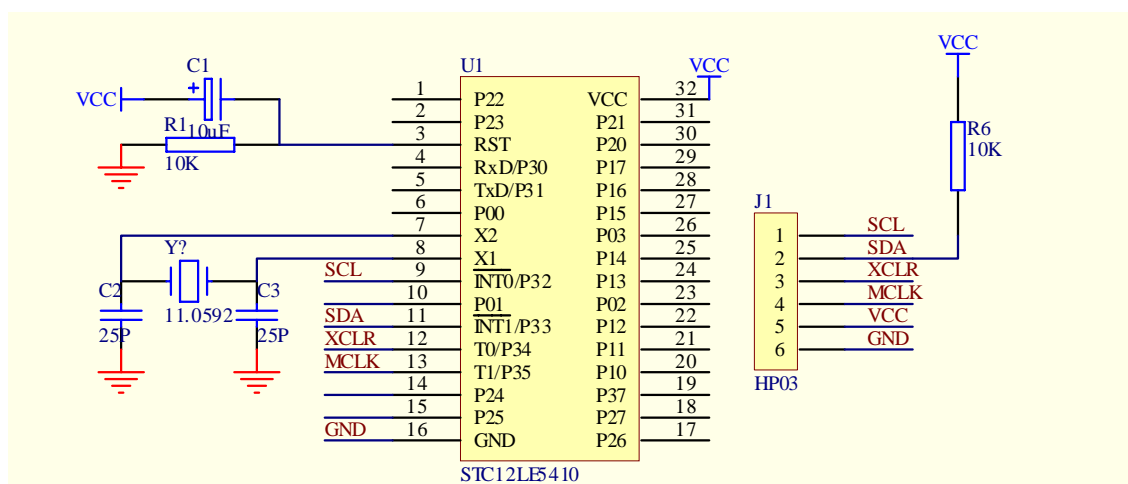 C1
VCC
R1 10uF
10K
Y?
C2
C3
11.0592
25P
25P
SCL
SDA
XCLR
MCLK
GND
U1
VCC
1 P22 VCC 32
2 P23 P21 31
3 RST P20 30
4 RxD/P30 P17 29
5 TxD/P31 P16 28
6 P00 P15 27
7 X2 P03 26
8 X1 P14 25
9 INT0/P32 P13 24
10 P01 P02 23
11 INT1/P33 P12 22
12 T0/P34 P11 21
13 T1/P35 P10 20
14 P24 P37 19
15 P25 P27 18
16 GND P26 17
STC12LE5410
VCC
R6
10K
J1
1 SCL
2 SDA
3 XCLR
4 MCLK
5 VCC
6 GND
HP03